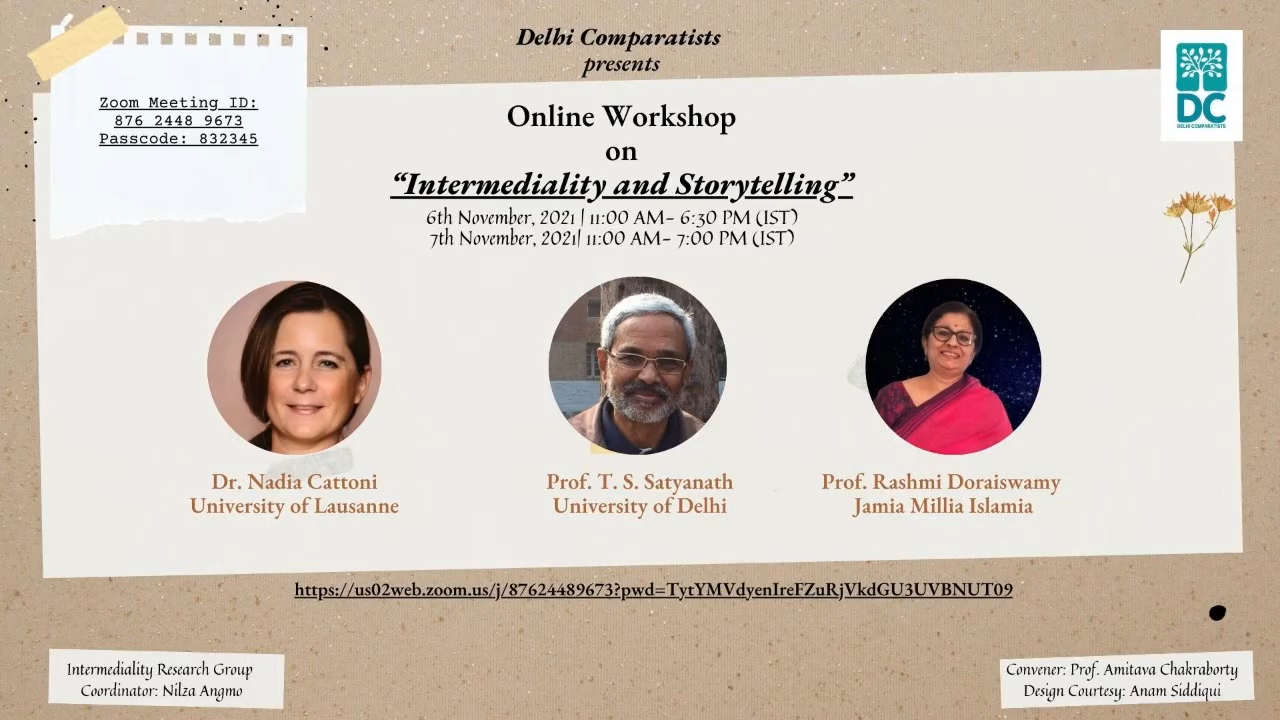 Delhi Comparatists
presents
Zoom Meeting ID:
876 2448 9673
Passcode: 832345
DC
DELHI COMPARATISTS
Online Workshop
on
“Intermediality and Storytelling”
6th November, 2021 | 11:00 AM– 6:30 PM (IST)
7th November, 2021| 11:00 AM– 7:00 PM (IST)
Dr. Nadia Cattoni
University of Lausanne
Prof. T. S. Satyanath
University of Delhi
Prof. Rashmi Doraiswamy
Jamia Millia Islamia
https://us02web.zoom.us/j/87624489673?pwd=TytYMVdyenIreFZuRjVkdGU3UVBNUT09
Intermediality Research Group
Coordinator: Nilza Angmo
Convener: Prof. Amitava Chakraborty
Design Courtesy: Anam Siddiqui